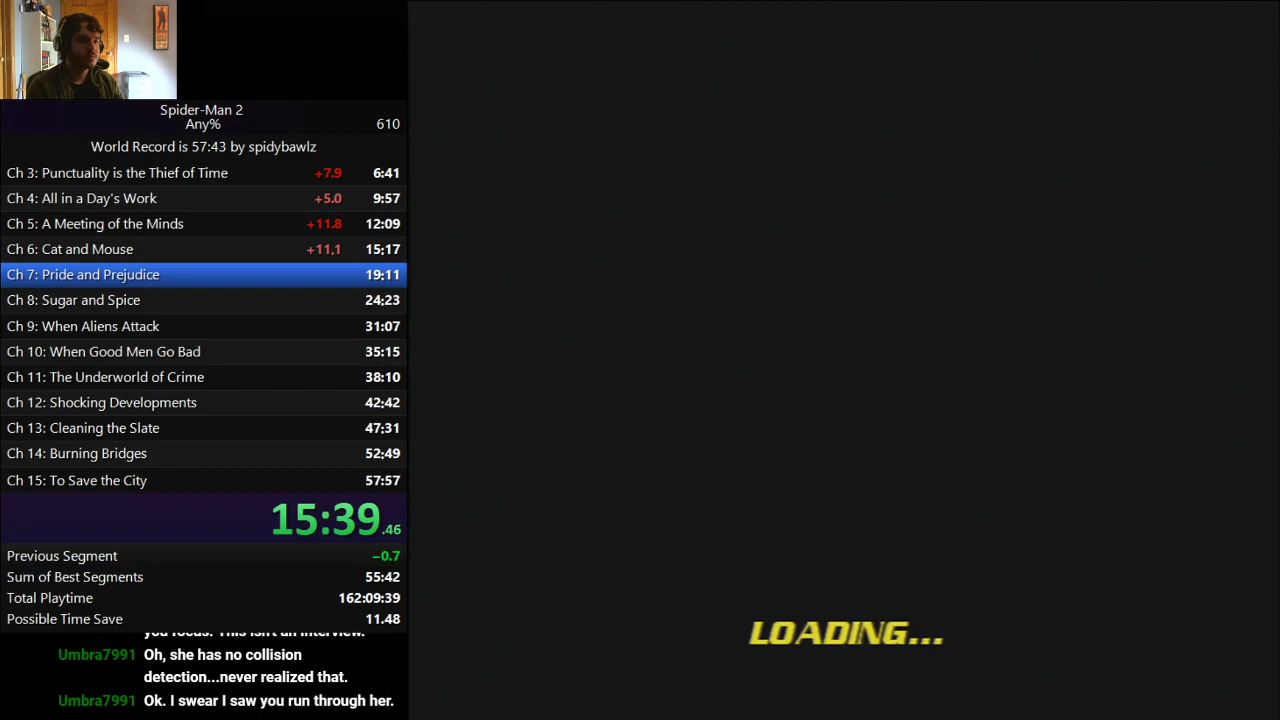 Spider-Man 2
Any%
610
World Record is 57:43 by spidybawlz
Ch 3: Punctuality is the Thief of Time +7.9 6:41
Ch 4: All in a Day's Work +5.0 9:57
Ch 5: A Meeting of the Minds +11.8 12:09
Ch 6: Cat and Mouse +11.1 15;17
Ch 7: Pride and Prejudice 19;11
Ch 8: Sugar and Spice 24;23
Ch 9: When Aliens Attack 31:07
Ch 10: When Good Men Go Bad 35:15
Ch 11: The Underworld of Crime 38:10
Ch 12: Shocking Developments 42;42
Ch 13: Cleaning the Slate 47;31
Ch 14: Burning Bridges 52;49
Ch 15: To Save the City 57:57
15:39.46
Previous Segment −0.7
Sum of Best Segments 55:42
Total Playtime 162:09:39
Possible Time Save 11.48
you focus. This isn't an interview.
Umbra7991 Oh, she has no collision
detection...never realized that.
Umbra7991 Ok. I swear I saw you run through her.
LOADING...